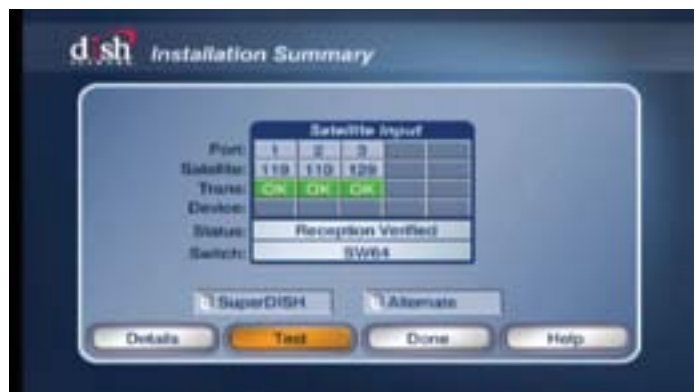 dish
NETWORK
Installation Summary
Satellite Input
Port: 1 2 3
Satellite: 119 110 129
Trans: OK OK OK
Device:
Status: Reception Verified
Switch: SW64
SuperDISH Alternate
Details Test Done Help